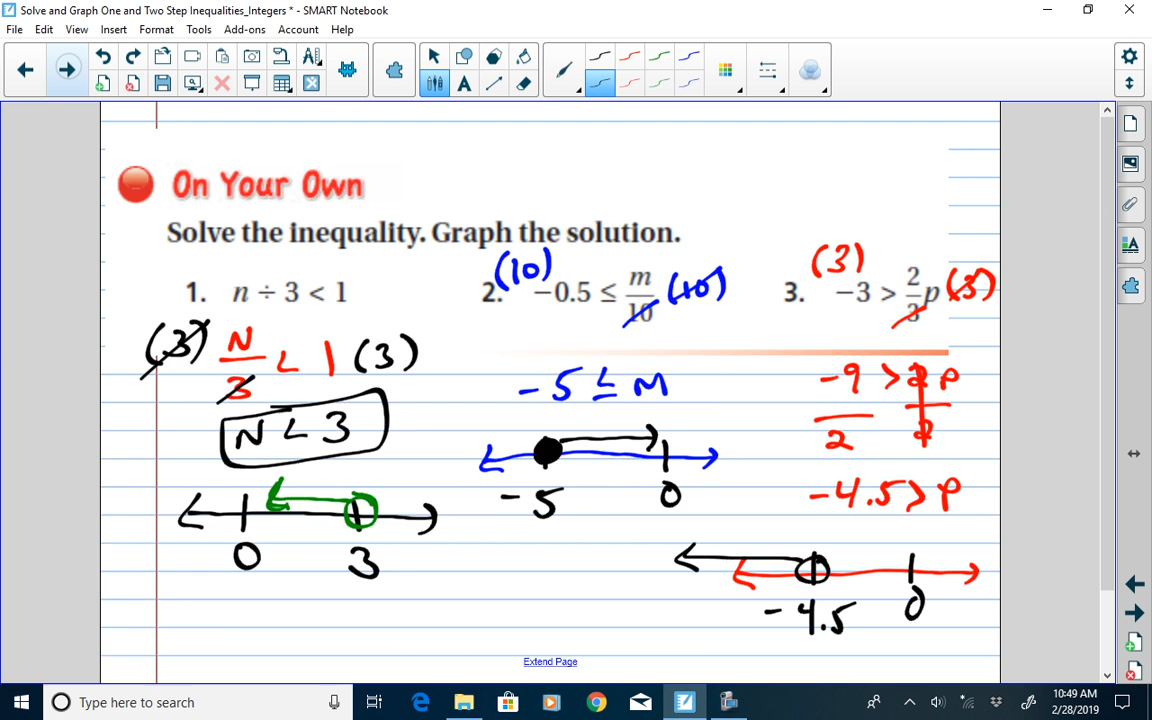 Solve and Graph One and Two Step Inequalities_Integers * - SMART Notebook
File Edit View Insert Format Tools Add-ons Account Help
On Your Own
Solve the inequality. Graph the solution.
1. n ÷ 3 < 1
(3) N/3 < 1 (3)
N < 3
0 3
2. (10) −0.5 ≤ m/10 (10)
-5 ≤ M
-5 0
3. (3) −3 > 2/3 p (3)
-9 > 2 p
2 2
-4.5 > P
-4.5 0
Extend Page
Type here to search
10:49 AM
2/28/2019